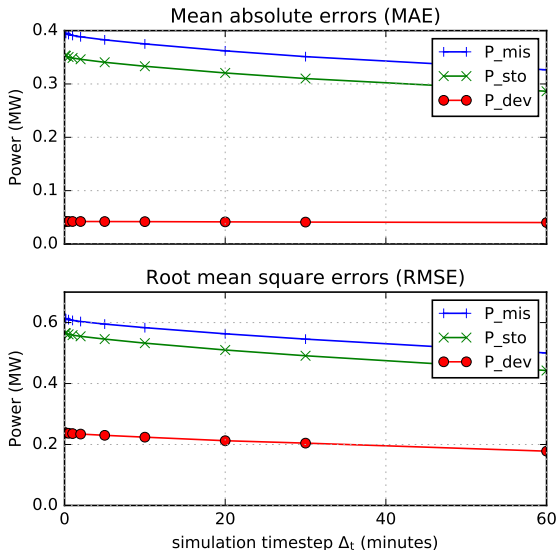 Mean absolute errors (MAE)
0.4
0.3
0.2
0.1
0.0
Power (MW)
P_mis
P_sto
P_dev
Root mean square errors (RMSE)
0.6
0.4
0.2
0.0
Power (MW)
P_mis
P_sto
P_dev
0 20 40 60
simulation timestep Δt (minutes)